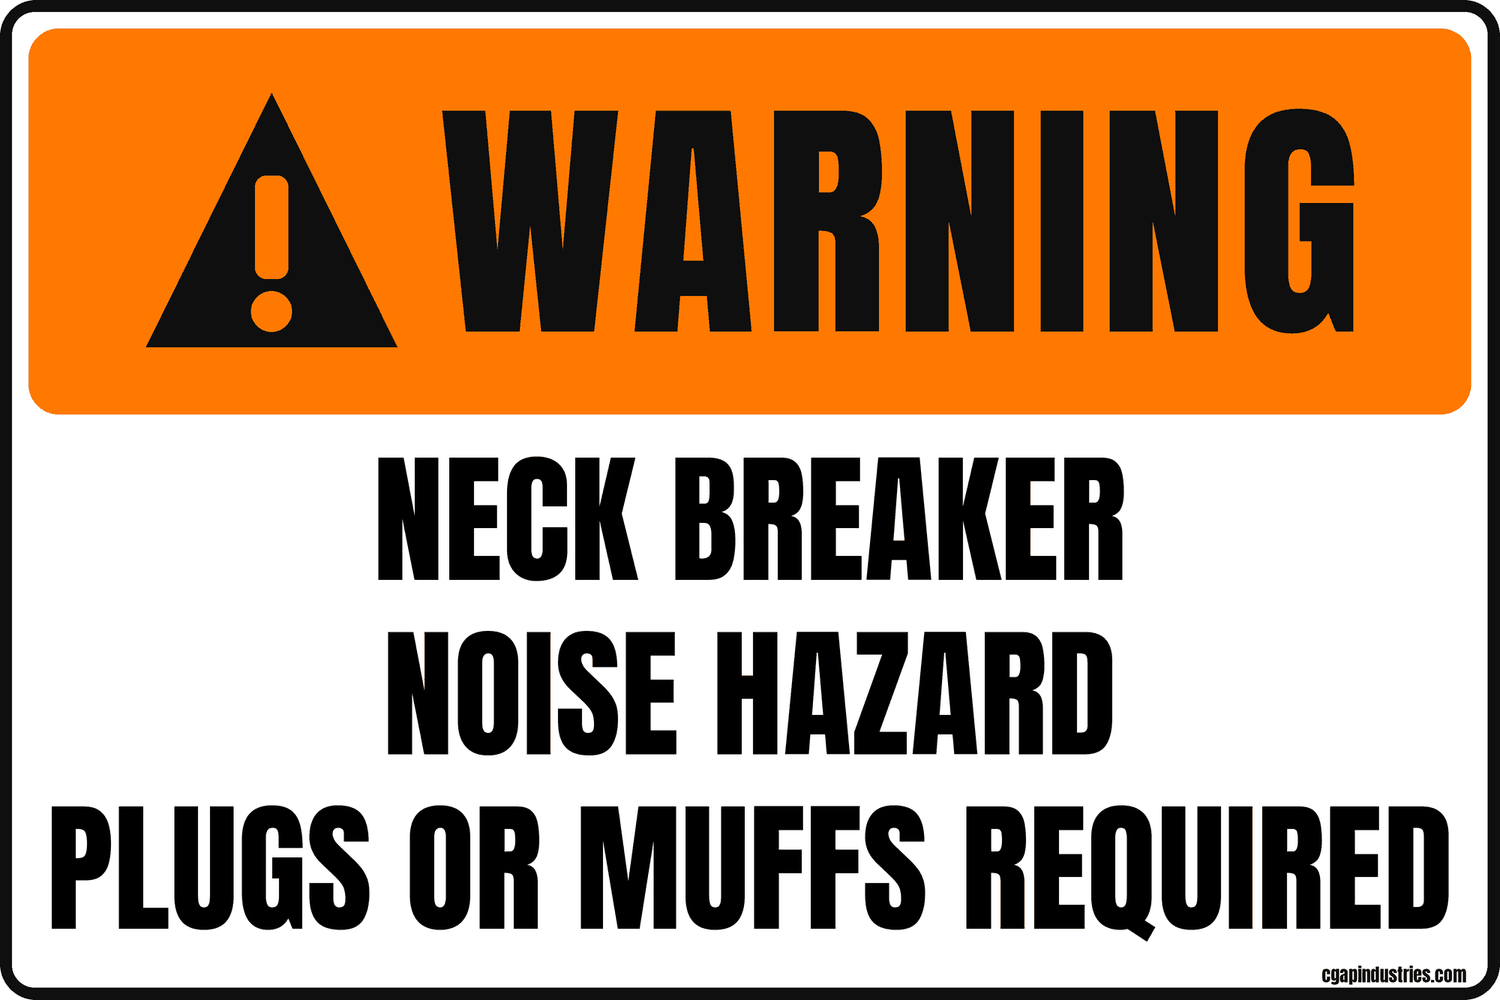 WARNING
NECK BREAKER
NOISE HAZARD
PLUGS OR MUFFS REQUIRED
cgapindustries.com